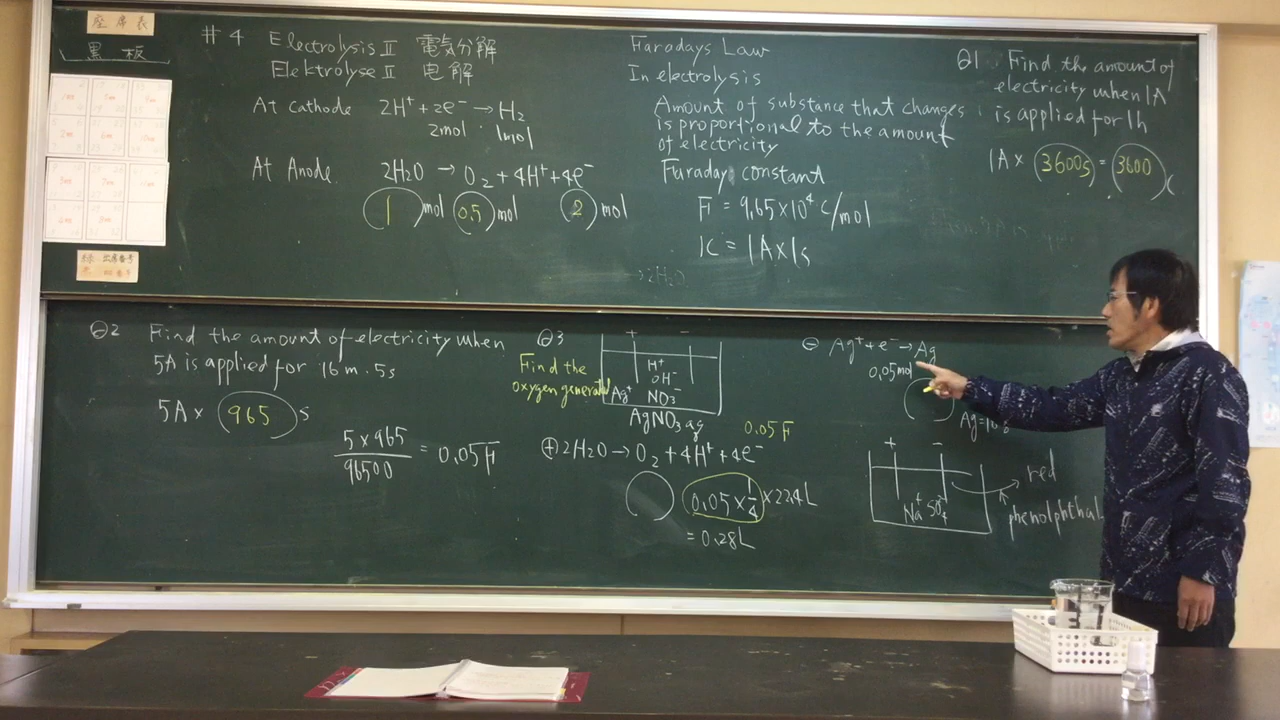 座席表
黒板
#4 Electrolysis II 電気分解
Elektrolyse II 电解
At Cathode 2H⁺+2e⁻→H₂
2mol 1mol
At Anode 2H₂O→O₂+4H⁺+4e⁻
1 mol 0.5 mol 2 mol
Faradays Law
In electrolysis
Amount of substance that changes
is proportional to the amount
of electricity
Faraday constant
F = 9.65×10⁴ C/mol
1C = 1A×1s
Q1 Find the amount of
electricity when 1A
is applied for 1h
1A× 3600s = 3600 C
Q2 Find the amount of electricity when
5A is applied for 16m. 5s
5A× 965 s
5×965
96500
= 0.05F
Q3
Find the
oxygen generated
+ −
H⁺
OH⁻
Ag⁺ NO₃⁻
AgNO₃ aq
0.05F
⊕2H₂O→O₂+4H⁺+4e⁻
0.05×1/4×22.4L
= 0.28L
⊖ Ag⁺+e⁻→Ag
0.05mol
+ −
Na⁺ SO₄
red
phenolphthal